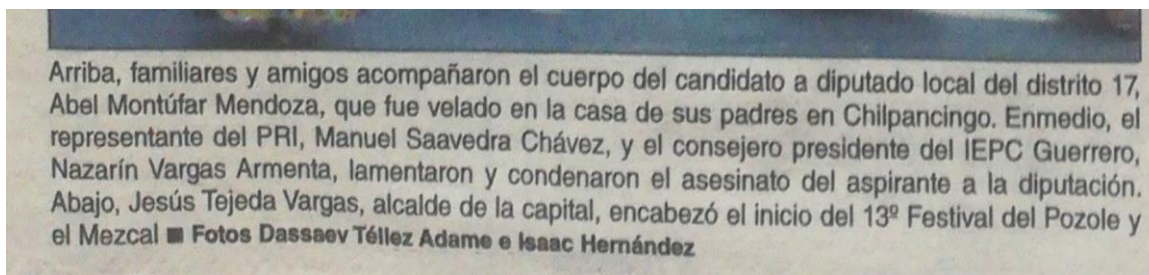 Arriba, familiares y amigos acompañaron el cuerpo del candidato a diputado local del distrito 17,
Abel Montúfar Mendoza, que fue velado en la casa de sus padres en Chilpancingo. Enmedio, el
representante del PRI, Manuel Saavedra Chávez, y el consejero presidente del IEPC Guerrero,
Nazarín Vargas Armenta, lamentaron y condenaron el asesinato del aspirante a la diputación.
Abajo, Jesús Tejeda Vargas, alcalde de la capital, encabezó el inicio del 13º Festival del Pozole y
el Mezcal ■ Fotos Dassaev Téllez Adame e Isaac Hernández